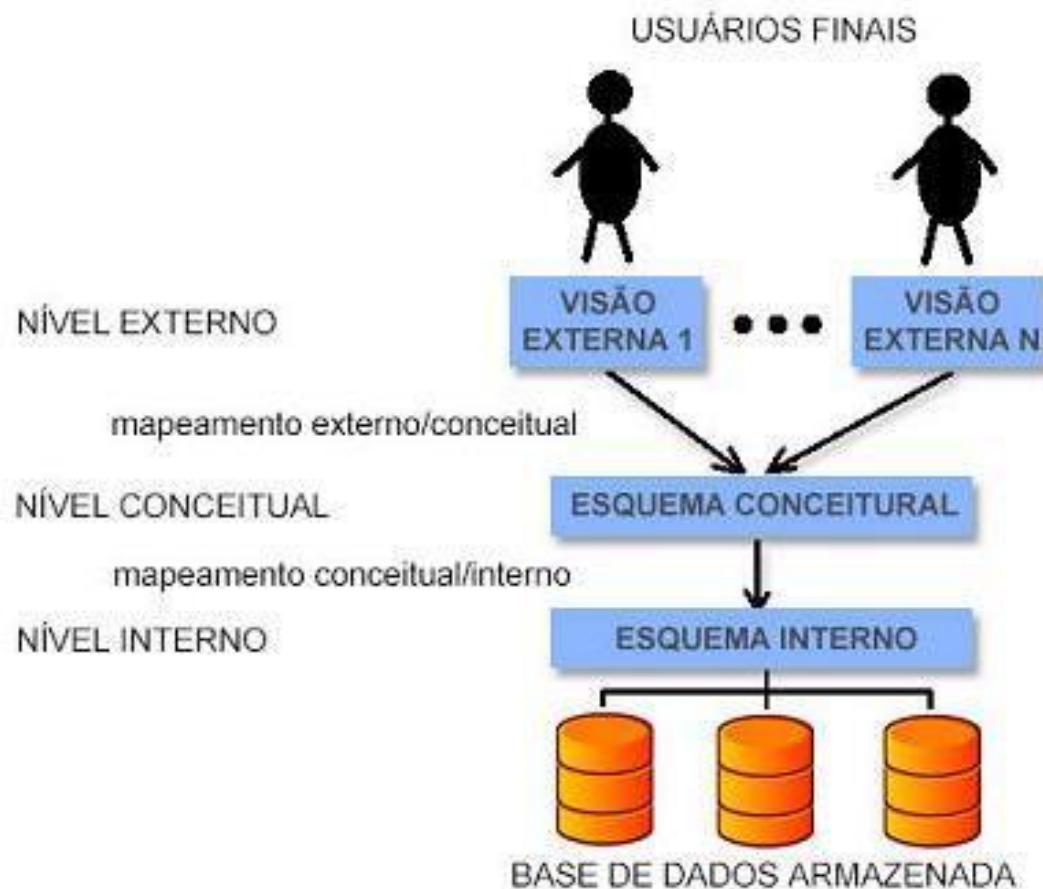 USUÁRIOS FINAIS
NÍVEL EXTERNO
VISÃO
EXTERNA 1
VISÃO
EXTERNA N
mapeamento externo/conceitual
NÍVEL CONCEITUAL
ESQUEMA CONCEITURAL
mapeamento conceitual/interno
NÍVEL INTERNO
ESQUEMA INTERNO
BASE DE DADOS ARMAZENADA